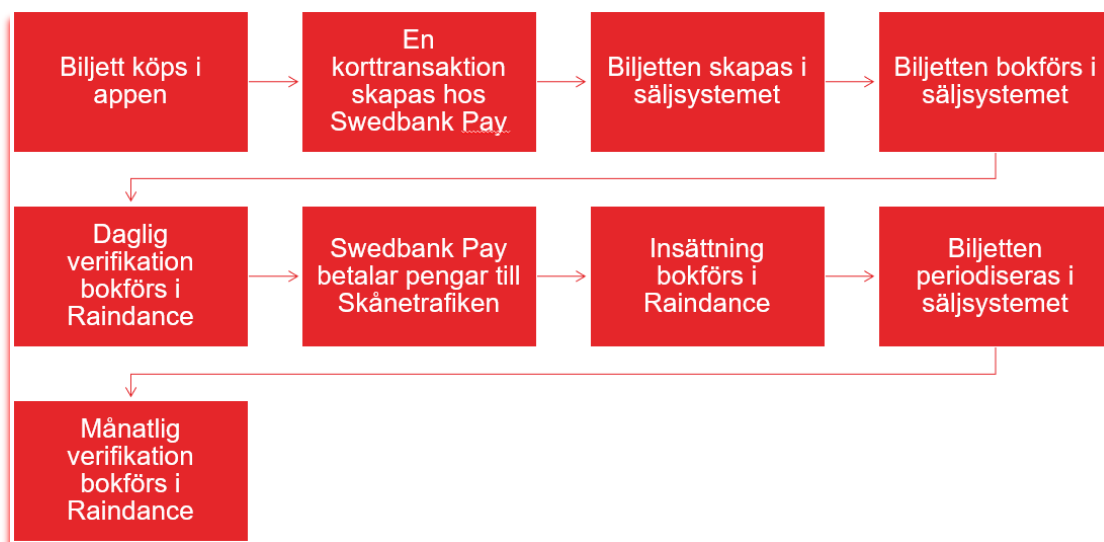 Biljett köps i
appen
En
korttransaktion
skapas hos
Swedbank Pay
Biljetten skapas i
säljsystemet
Biljetten bokförs i
säljsystemet
Daglig
verifikation
bokförs i
Raindance
Swedbank Pay
betalar pengar till
Skånetrafiken
Insättning
bokförs i
Raindance
Biljetten
periodiseras i
säljsystemet
Månatlig
verifikation
bokförs i
Raindance